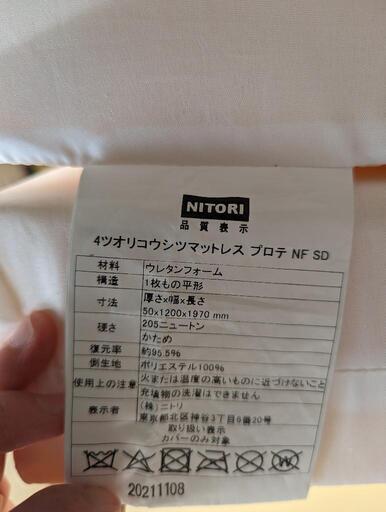 NITORI
品質表示
4ツオリコウシツマットレス プロテ NF SD
材料 ウレタンフォーム
構造 1枚もの平形
寸法 厚さx幅x長さ
50x1200x1970 mm
硬さ 205ニュートン
かため
復元率 約95.5%
側生地 ポリエステル100%
使用上の注意 火または温度の高いものに近づけないこと
充填物の洗濯はできません
表示者 (株)ニトリ
東京都北区神谷3丁目6番20号
取り扱い表示
カバーのみ対象
20211108